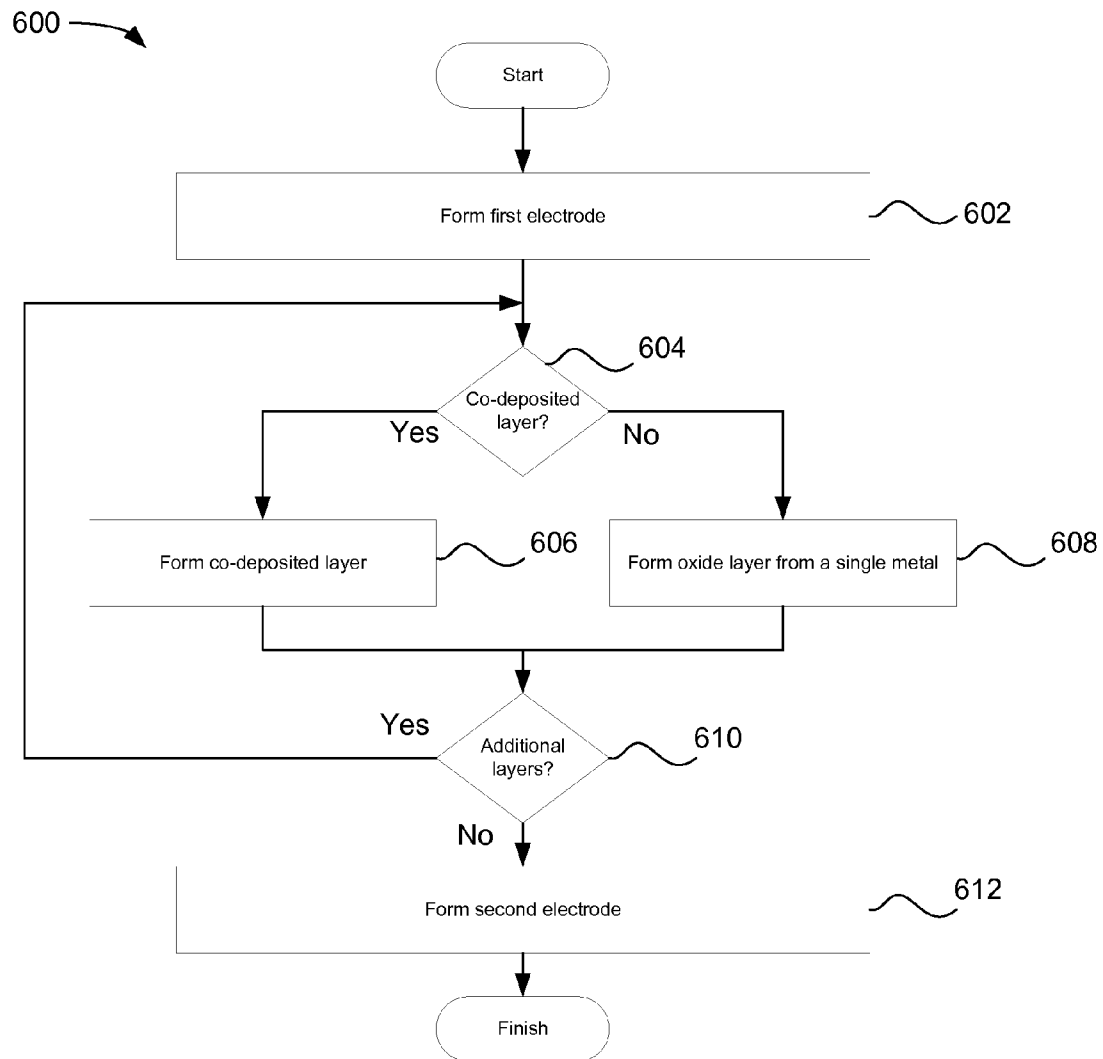 600
Start
Form first electrode
602
604
Co-deposited
layer?
Yes
No
Form co-deposited layer
606
Form oxide layer from a single metal
608
Yes
Additional
layers?
610
No
Form second electrode
612
Finish